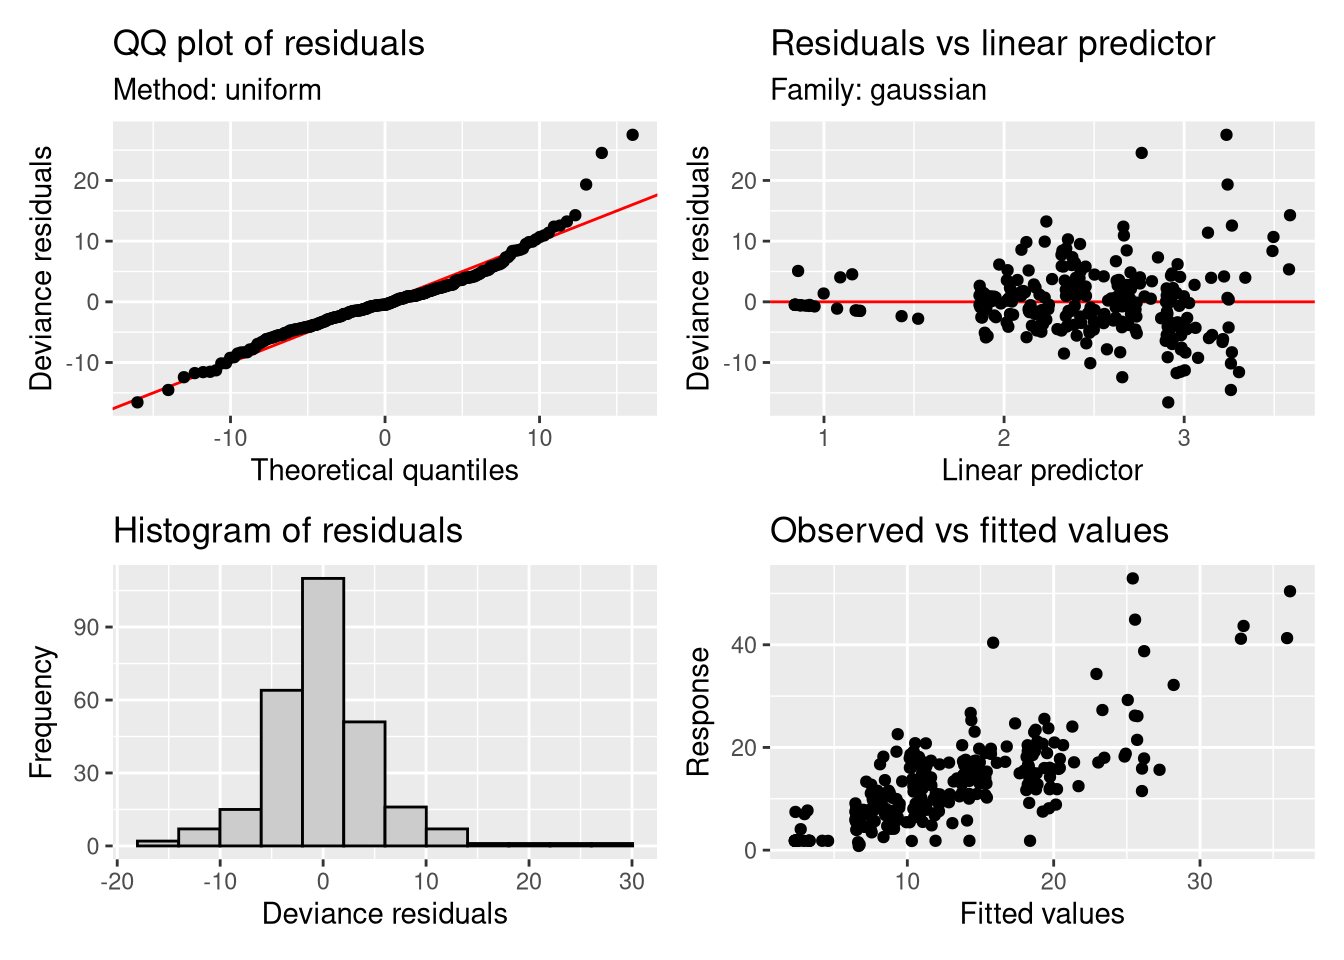 QQ plot of residuals
Method: uniform
Deviance residuals
20
10
0
-10
-10
0
10
Theoretical quantiles
Residuals vs linear predictor
Family: gaussian
Deviance residuals
20
10
0
-10
1
2
3
Linear predictor
Histogram of residuals
Frequency
90
60
30
0
-20
-10
0
10
20
30
Deviance residuals
Observed vs fitted values
Response
40
20
0
10
20
30
Fitted values